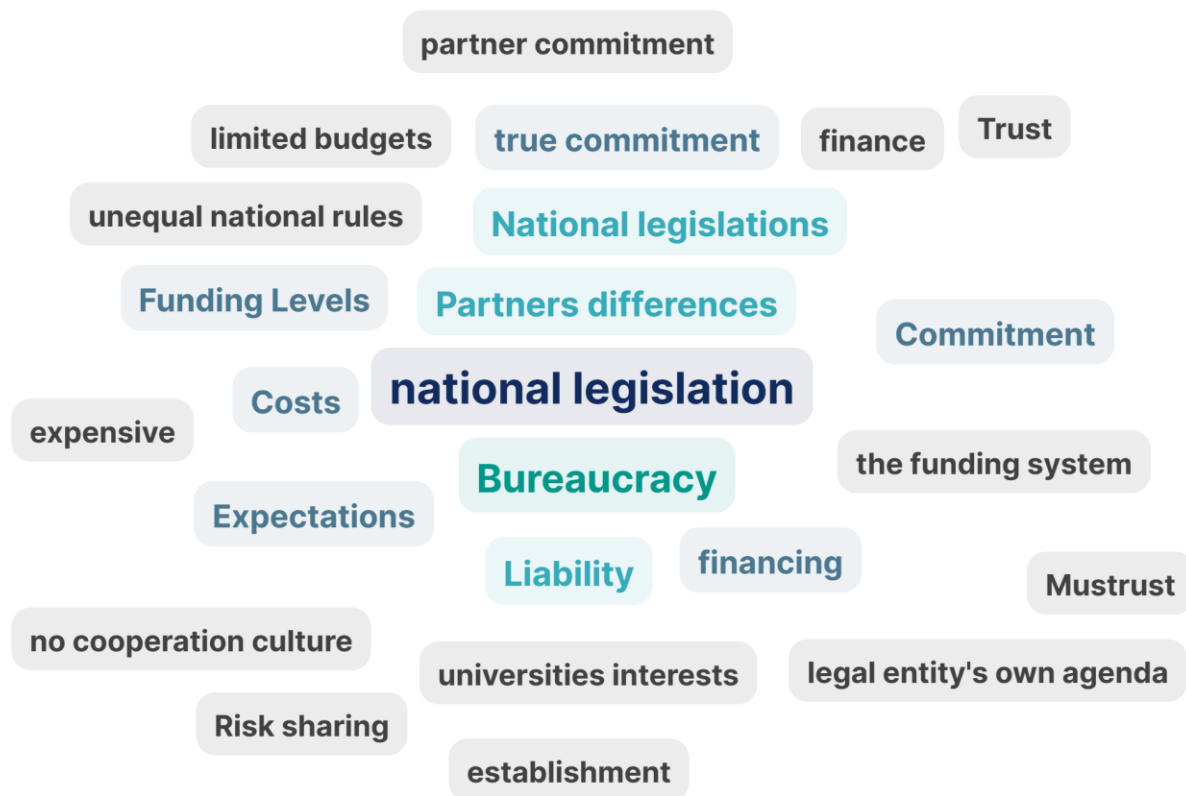 partner commitment
limited budgets
true commitment
finance
Trust
unequal national rules
National legislations
Funding Levels
Partners differences
Commitment
Costs
national legislation
expensive
Bureaucracy
the funding system
Expectations
Liability
financing
Mustrust
no cooperation culture
universities interests
legal entity's own agenda
Risk sharing
establishment